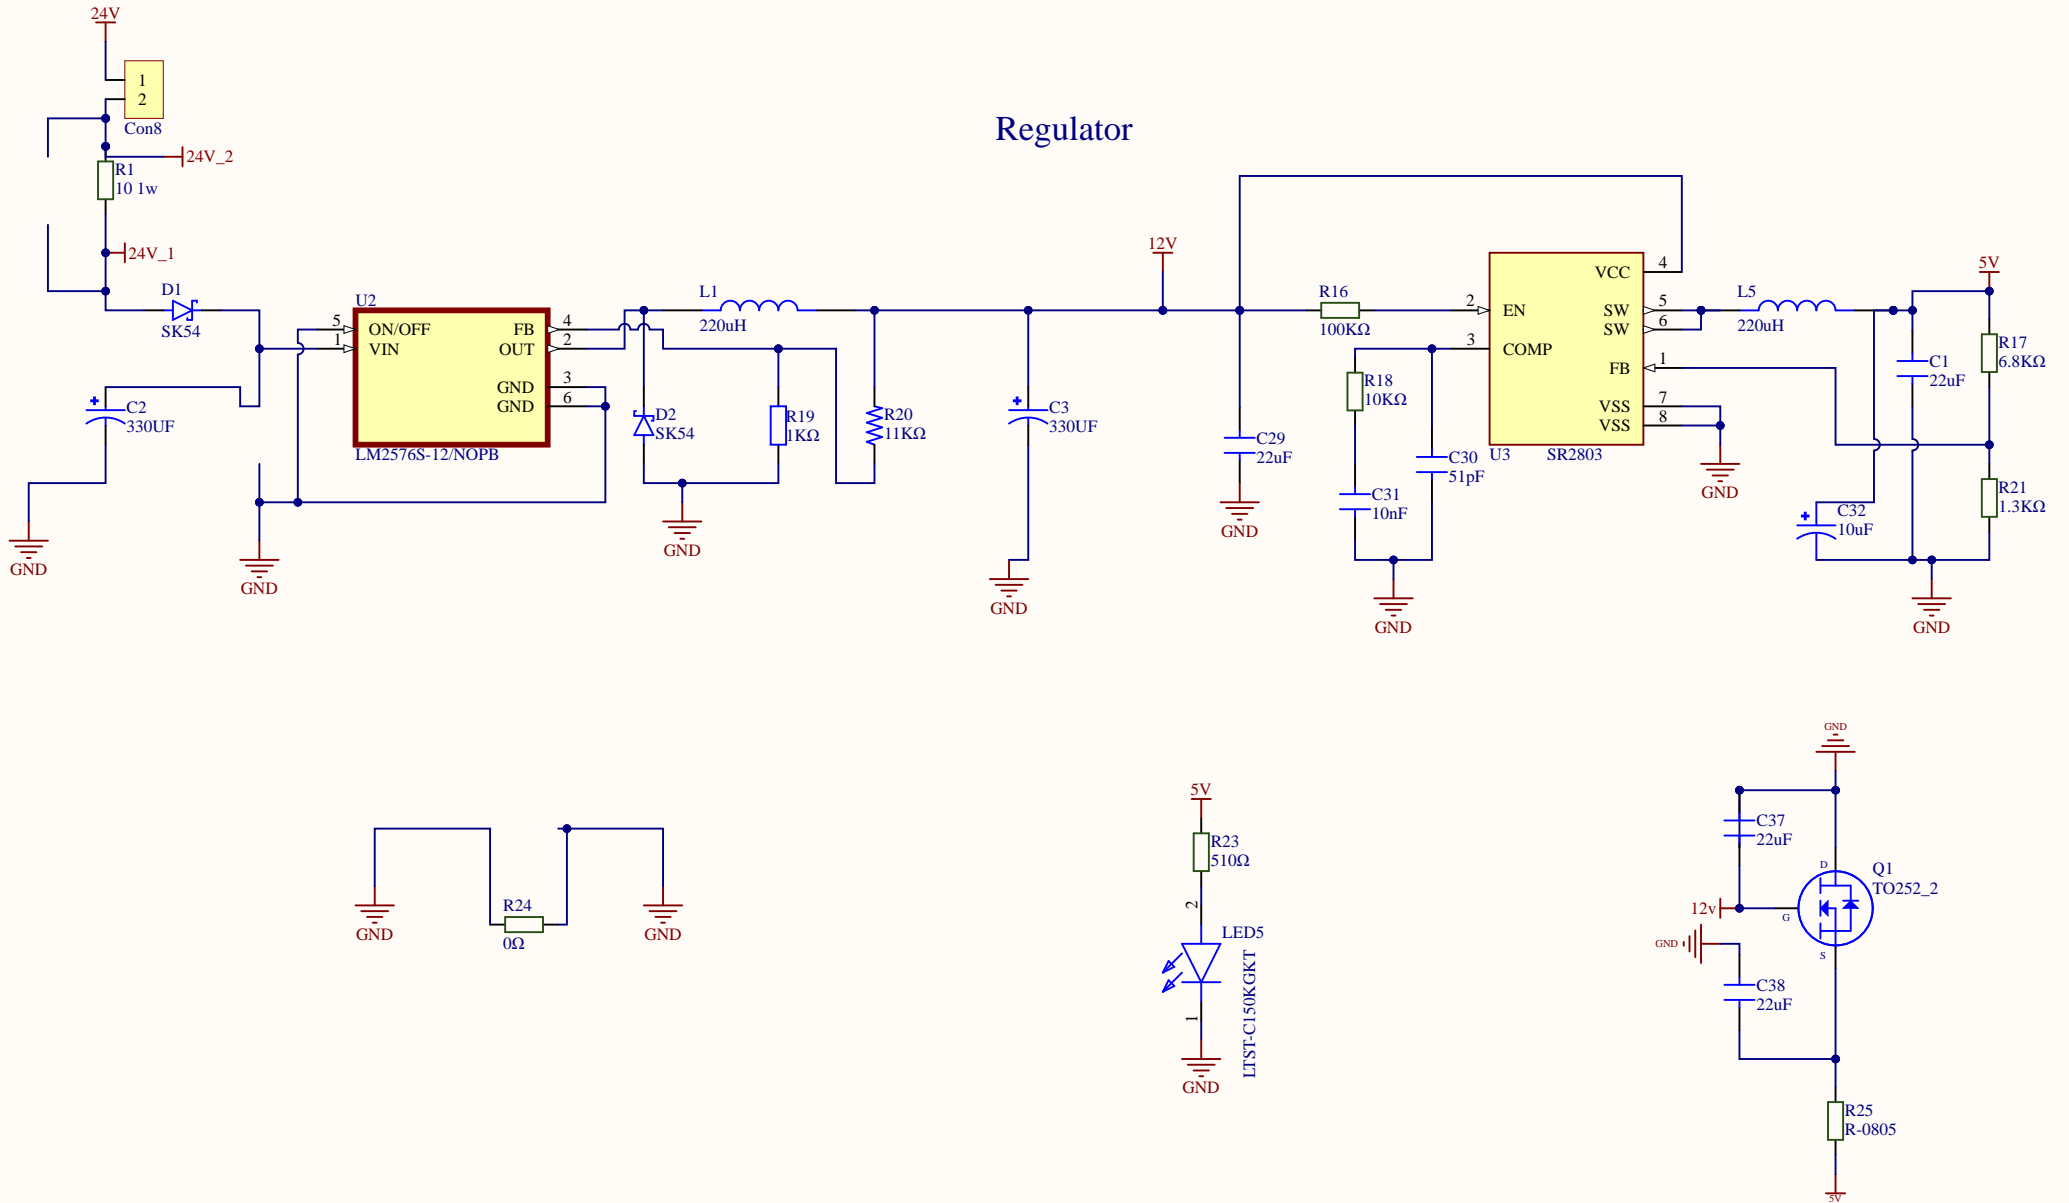 Regulator
24V
1
2
Con8
24V_2
R1
10 1w
24V_1
D1
SK54
C2
330UF
GND
GND
U2
5
1
ON/OFF
VIN
FB
OUT
GND
GND
4
2
3
6
LM2576S-12/NOPB
L1
220uH
D2
SK54
R19
1KΩ
R20
11KΩ
GND
C3
330UF
GND
12V
C29
22uF
GND
R16
100KΩ
R18
10KΩ
C31
10nF
C30
51pF
GND
2
3
EN
COMP
VCC
SW
SW
FB
VSS
VSS
4
5
6
1
7
8
U3
SR2803
GND
L5
220uH
5V
C1
22uF
R17
6.8KΩ
R21
1.3KΩ
C32
10uF
GND
GND
R24
0Ω
GND
5V
R23
510Ω
2
LED5
LTST-C150KGKT
1
GND
GND
C37
22uF
D
Q1
TO252_2
12v
G
GND
S
C38
22uF
R25
R-0805
5V